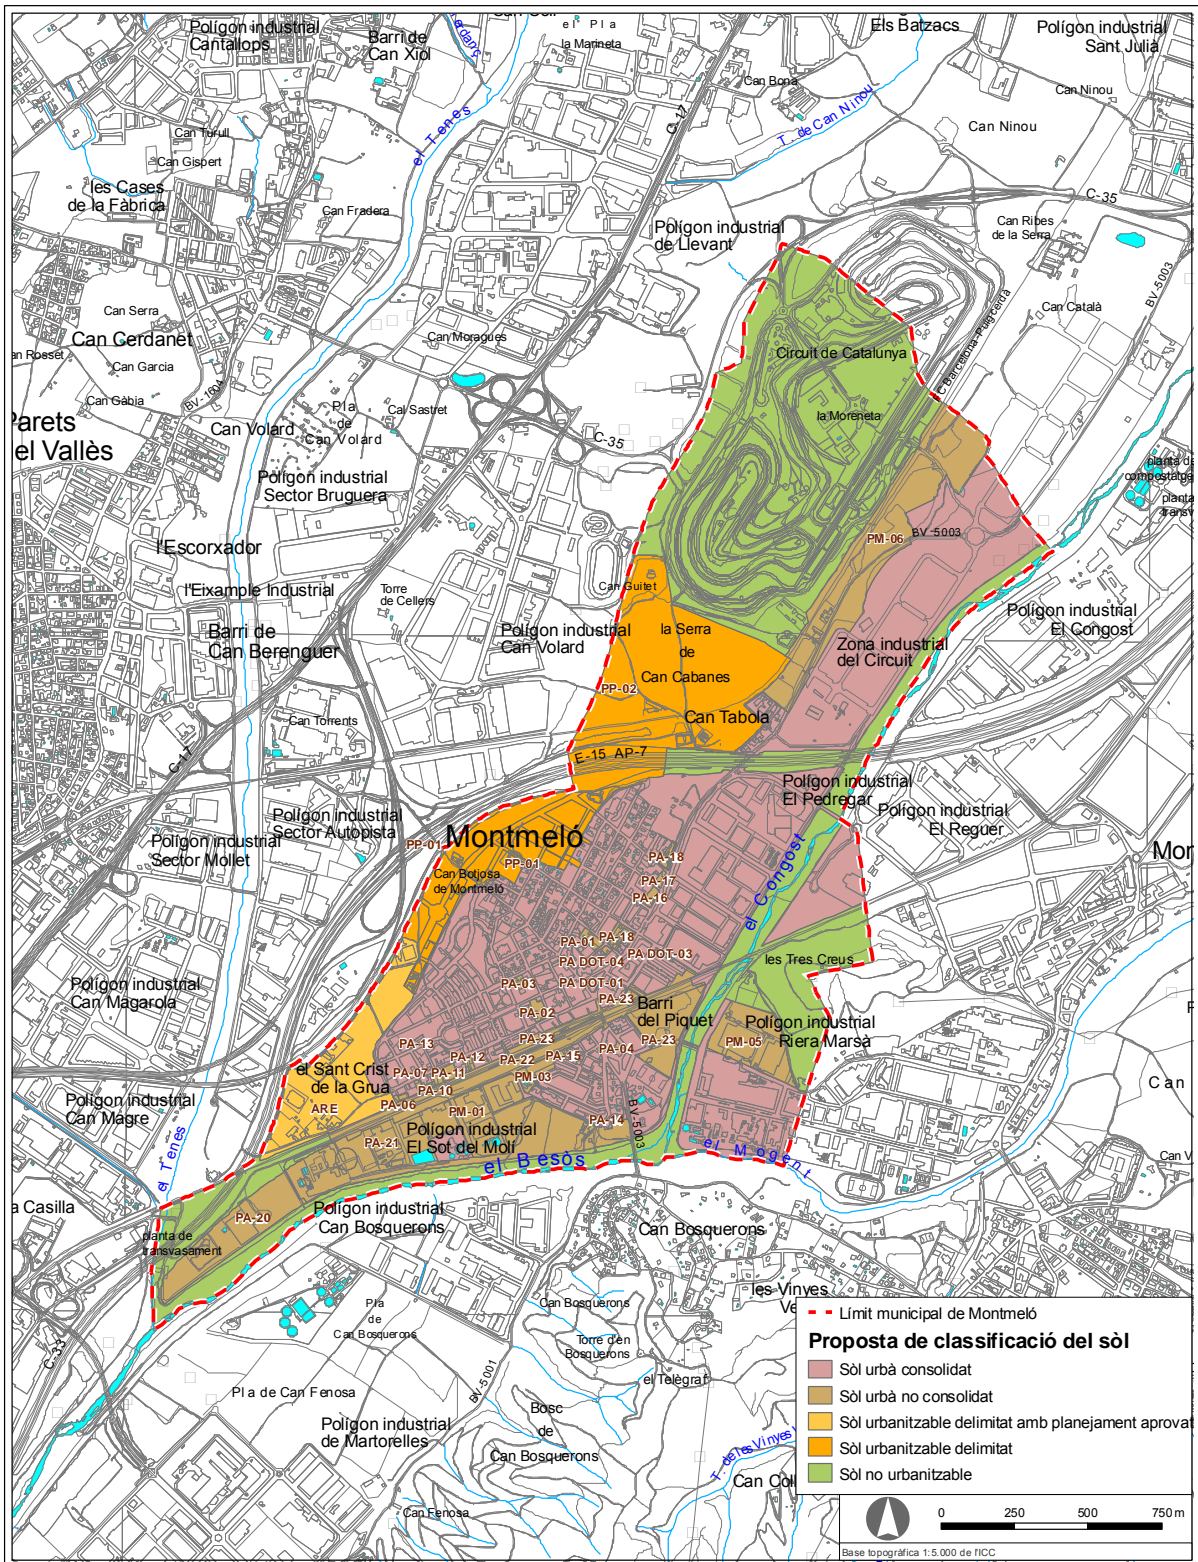 Polígon industrial
Cantallops
Barri de
Can Xiol
el Pla
la Marineta
Els Batzacs
Polígon industrial
Sant Julià
Can Bona
Can Ninou
Can Ninou
T. de Can Ninou
C-17
el Tenes
Can Turull
Can Gispert
les Cases
de la Fàbrica
Can Fradera
C-35
Can Ribes
de la Serra
Polígon industrial
de Llevant
BV-5003
Can Català
Can Serra
Can Cerdanet
Can Garcia
Can Gàbia
BV-1604
Can Moragues
Circuit de Catalunya
la Moreneta
Pla
de
Can Volard
Cal Sastret
Can Volard
C-35
Polígon industrial
Sector Bruguera
l'Escorxador
l'Eixample Industrial
PM-06
BV-5003
Torre
de Cellers
Can Guitet
Barri de
Can Berenguer
Polígon industrial
Can Volard
la Serra
de
Can Cabanes
Zona industrial
del Circuit
Polígon industrial
El Congost
PP-02
Can Torrents
Can Tabola
C-17
E-15 AP-7
Polígon industrial
El Pedregar
Polígon industrial
El Reguer
Polígon industrial
Sector Autopista
Polígon industrial
Sector Mollet
Montmeló
PP-01
PP-01
Can Botjosa
de Montmeló
PA-18
PA-17
PA-16
el Congost
PA-01
PA-18
PA DOT-03
PA DOT-04
les Tres Creus
PA-03
PA DOT-01
PA-23
Polígon industrial
Can Magarola
PA-02
Barri
del Piquet
Polígon industrial
Riera Marsà
PA-13
PA-23
PA-23
PM-05
PA-12
PA-22
PA-15
PA-04
el Sant Crist
de la Grua
PA-07
PA-11
PM-03
PA-10
ARE
PA-06
PM-01
PA-14
BV-5003
Polígon industrial
Can Magre
PA-21
Polígon industrial
El Sot del Molí
el Besòs
el Mogent
el Tenes
PA-20
Polígon industrial
Can Bosquerons
Can Bosquerons
planta de
transvasament
Pla
de
Can Bosquerons
Can Bosquerons
les Vinyes
Torre d'en
Bosquerons
C-33
Pla de Can Fenosa
BV-5001
el Telègraf
Polígon industrial
de Martorelles
Bosc
de
Can Bosquerons
T. de les Vinyes
Can Fenosa
Límit municipal de Montmeló
Proposta de classificació del sòl
Sòl urbà consolidat
Sòl urbà no consolidat
Sòl urbanitzable delimitat amb planejament aprovat
Sòl urbanitzable delimitat
Sòl no urbanitzable
0 250 500 750 m
Base topogràfica 1:5.000 de l'ICC